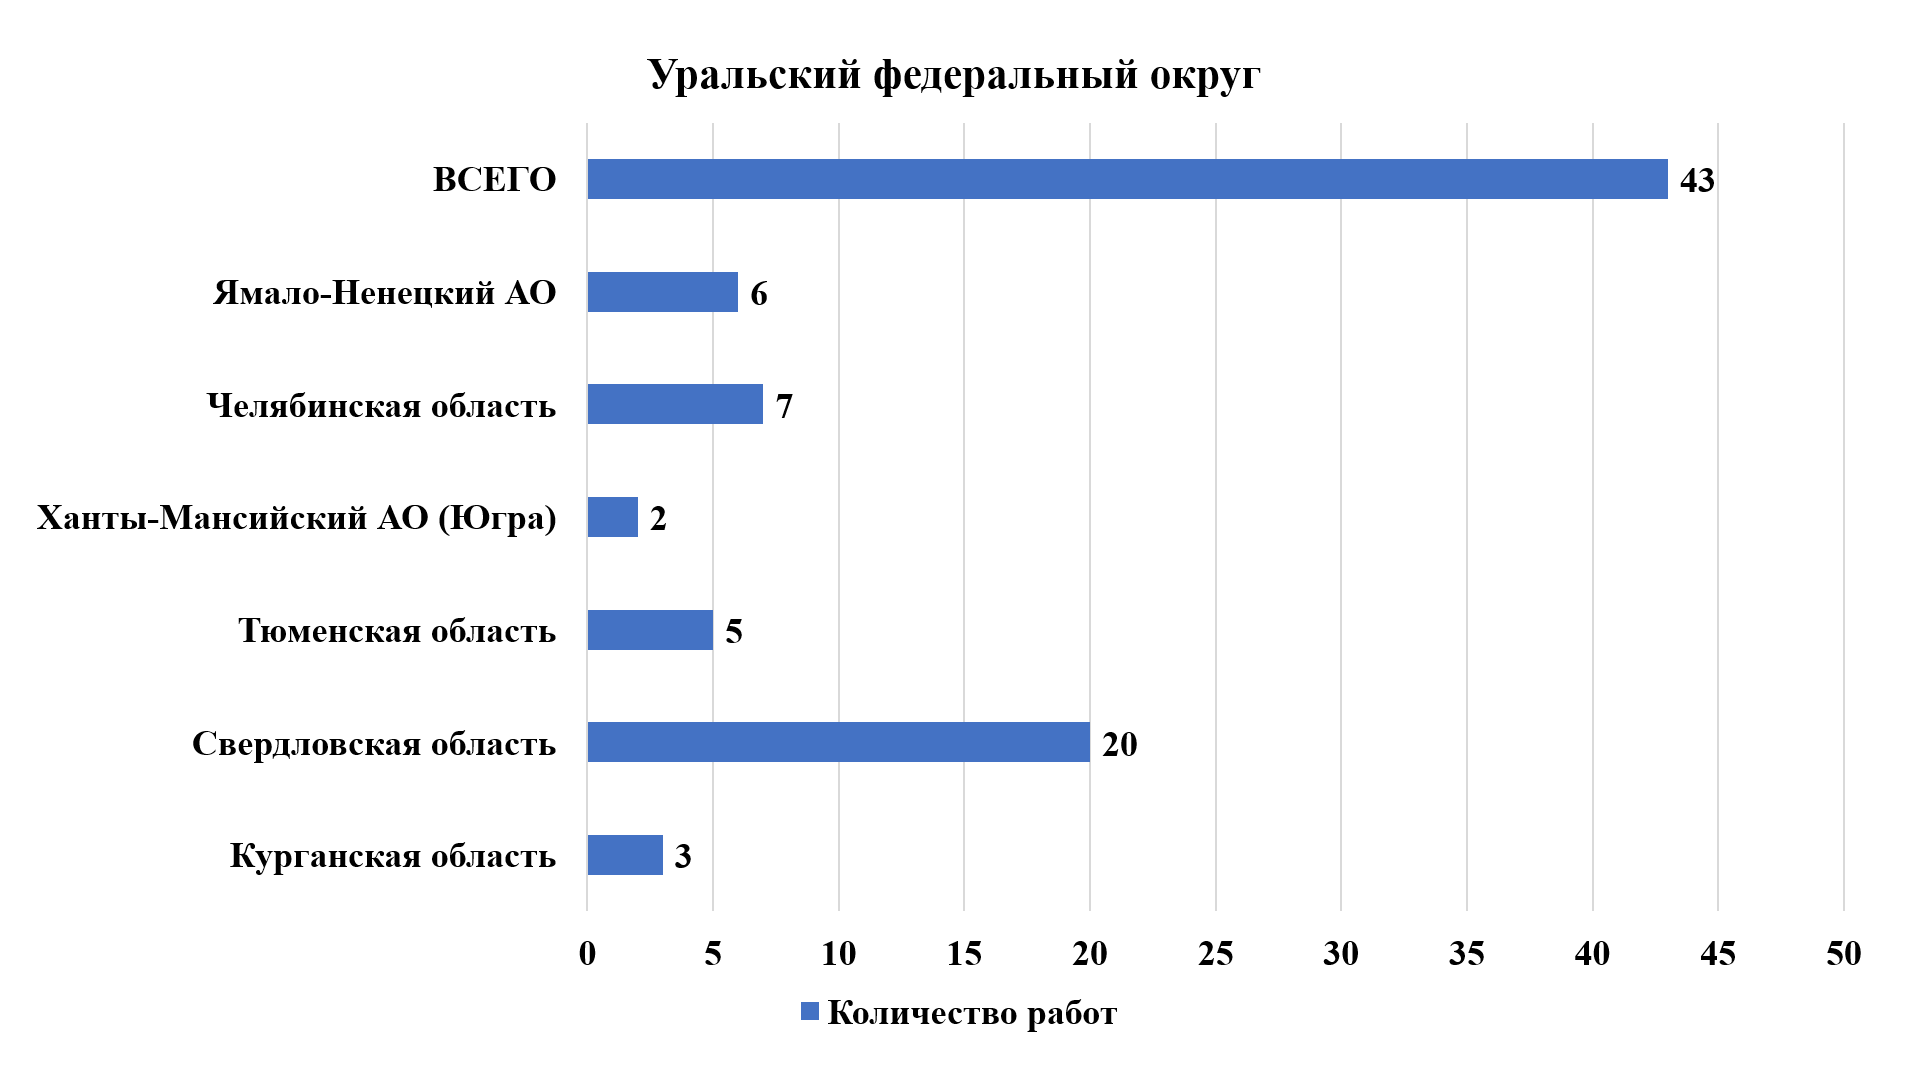 Уральский федеральный округ
ВСЕГО 43
Ямало-Ненецкий АО 6
Челябинская область 7
Ханты-Мансийский АО (Югра) 2
Тюменская область 5
Свердловская область 20
Курганская область 3
0 5 10 15 20 25 30 35 40 45 50
Количество работ